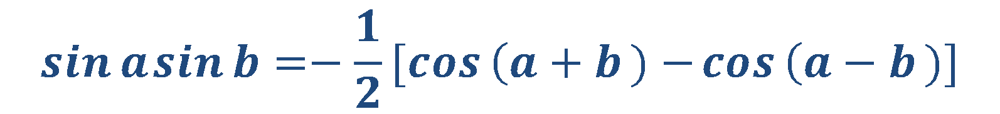 sin a sin b = -1/2 [cos (a + b) - cos (a - b)]